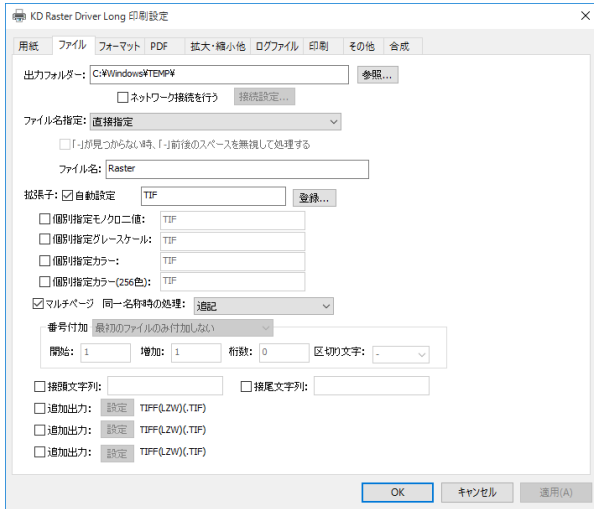 KD Raster Driver Long 印刷設定
用紙 ファイル フォーマット PDF 拡大・縮小他 ログファイル 印刷 その他 合成
出力フォルダー: C:¥Windows¥TEMP¥ 参照...
ネットワーク接続を行う 接続設定...
ファイル名指定: 直接指定
「-」が見つからない時、「-」前後のスペースを無視して処理する
ファイル名: Raster
拡張子: 自動設定 TIF 登録...
個別指定モノクロ二値: TIF
個別指定グレースケール: TIF
個別指定カラー: TIF
個別指定カラー(256色): TIF
マルチページ 同一名称時の処理: 追記
番号付加 最初のファイルのみ付加しない
開始: 1 増加: 1 桁数: 0 区切り文字: -
接頭文字列: 接尾文字列:
追加出力: 設定 TIFF(LZW)(.TIF)
追加出力: 設定 TIFF(LZW)(.TIF)
追加出力: 設定 TIFF(LZW)(.TIF)
OK キャンセル 適用(A)